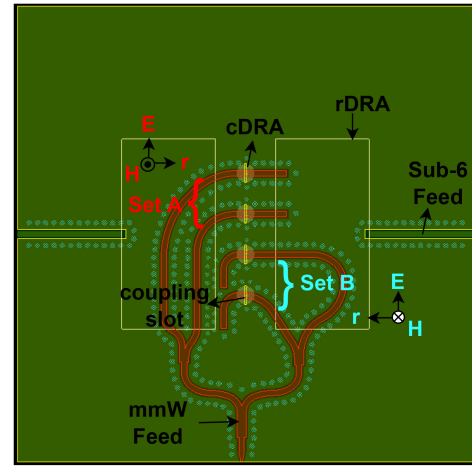 rDRA
cDRA
E
H
r
Set A
Sub-6
Feed
Set B
coupling
slot
E
r
H
mmW
Feed